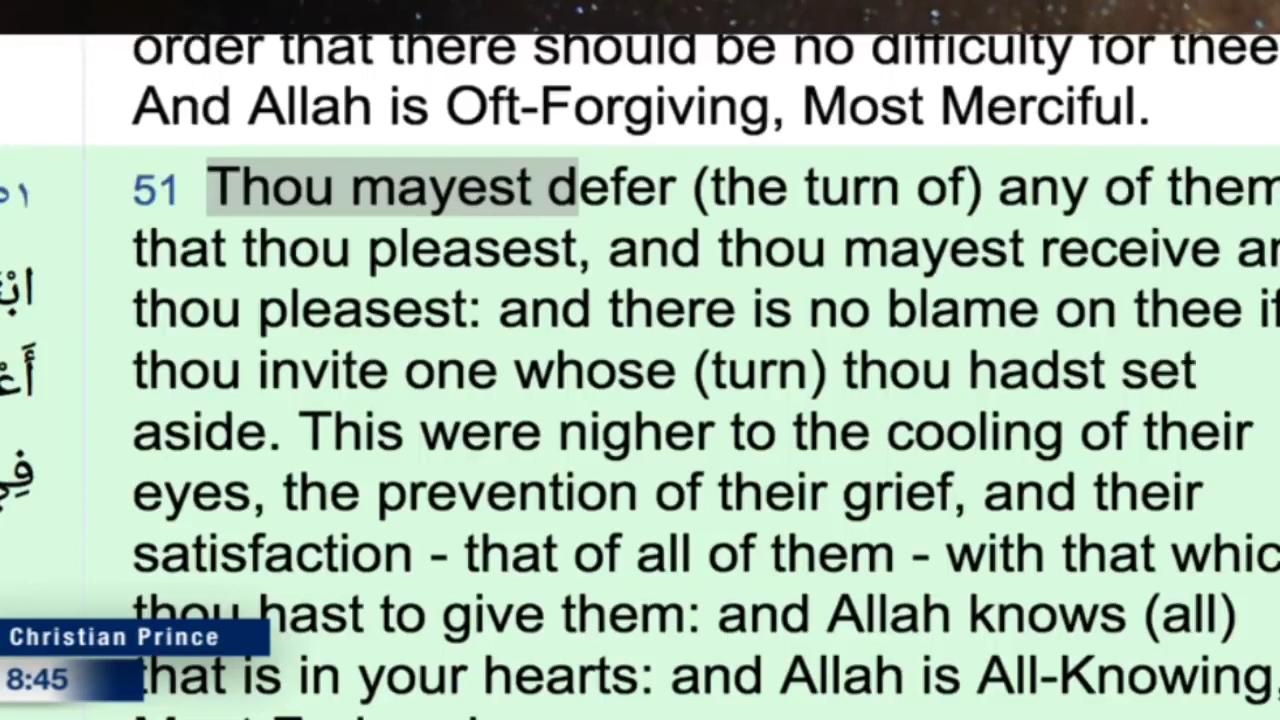 order that there should be no difficulty for thee
And Allah is Oft-Forgiving, Most Merciful.
51 Thou mayest defer (the turn of) any of them
that thou pleasest, and thou mayest receive
thou pleasest: and there is no blame on thee if
thou invite one whose (turn) thou hadst set
aside. This were nigher to the cooling of their
eyes, the prevention of their grief, and their
satisfaction - that of all of them - with that
thou hast to give them: and Allah knows (all)
that is in your hearts: and Allah is All-Knowing,
٥١
فِي
Christian Prince
8:45